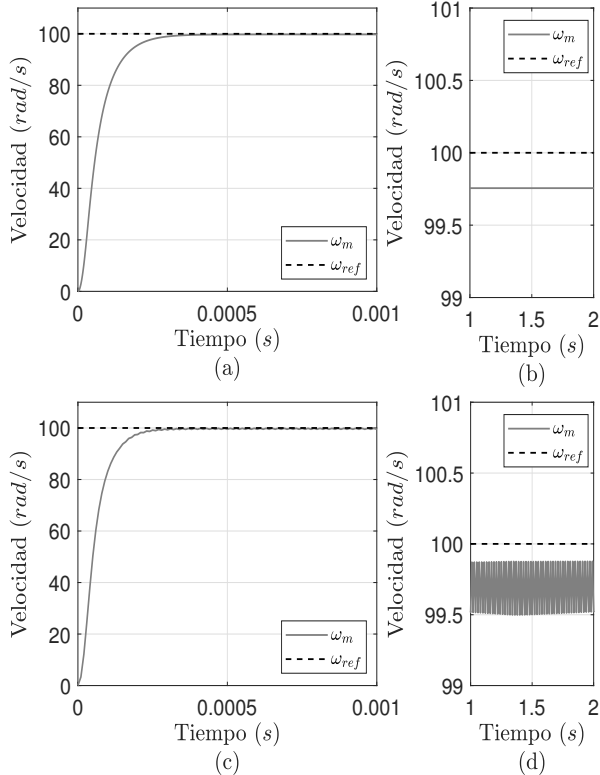 100
80
60
40
20
0
Velocidad (rad/s)
ω_m
ω_ref
0
0.0005
0.001
Tiempo (s)
(a)
101
100.5
100
99.5
99
Velocidad (rad/s)
ω_m
ω_ref
1
1.5
2
Tiempo (s)
(b)
100
80
60
40
20
0
Velocidad (rad/s)
ω_m
ω_ref
0
0.0005
0.001
Tiempo (s)
(c)
101
100.5
100
99.5
99
Velocidad (rad/s)
ω_m
ω_ref
1
1.5
2
Tiempo (s)
(d)